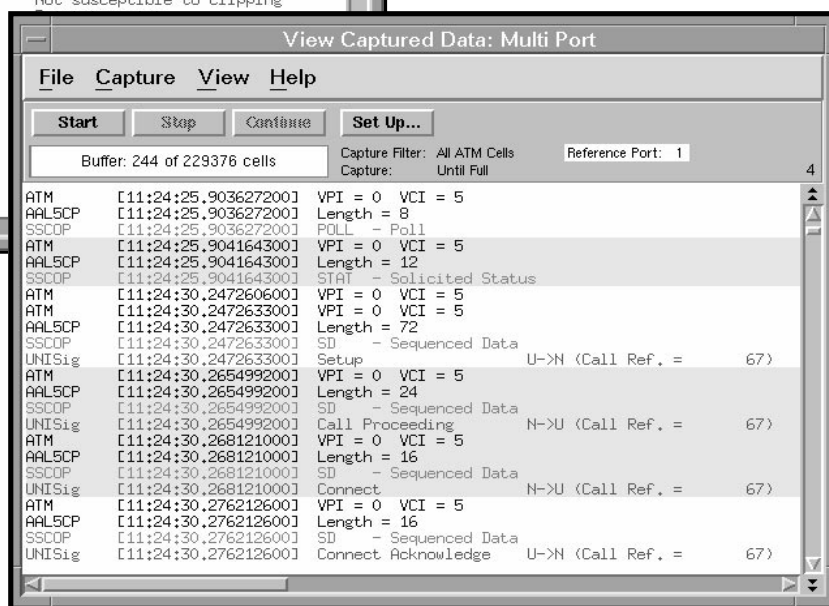 Not susceptible to clipping
View Captured Data: Multi Port
File Capture View Help
Start Stop Continue Set Up...
Buffer: 244 of 229376 cells
Capture Filter: All ATM Cells Reference Port: 1
Capture: Until Full 4
ATM [11:24:25.903627200] VPI = 0 VCI = 5
AAL5CP [11:24:25.903627200] Length = 8
SSCOP [11:24:25.903627200] POLL - Poll
ATM [11:24:25.904164300] VPI = 0 VCI = 5
AAL5CP [11:24:25.904164300] Length = 12
SSCOP [11:24:25.904164300] STAT - Solicited Status
ATM [11:24:30.247260600] VPI = 0 VCI = 5
ATM [11:24:30.247263300] VPI = 0 VCI = 5
AAL5CP [11:24:30.247263300] Length = 72
SSCOP [11:24:30.247263300] SD - Sequenced Data
UNISig [11:24:30.247263300] Setup U->N (Call Ref. = 67)
ATM [11:24:30.265499200] VPI = 0 VCI = 5
AAL5CP [11:24:30.265499200] Length = 24
SSCOP [11:24:30.265499200] SD - Sequenced Data
UNISig [11:24:30.265499200] Call Proceeding N->U (Call Ref. = 67)
ATM [11:24:30.268121000] VPI = 0 VCI = 5
AAL5CP [11:24:30.268121000] Length = 16
SSCOP [11:24:30.268121000] SD - Sequenced Data
UNISig [11:24:30.268121000] Connect N->U (Call Ref. = 67)
ATM [11:24:30.276212600] VPI = 0 VCI = 5
AAL5CP [11:24:30.276212600] Length = 16
SSCOP [11:24:30.276212600] SD - Sequenced Data
UNISig [11:24:30.276212600] Connect Acknowledge U->N (Call Ref. = 67)